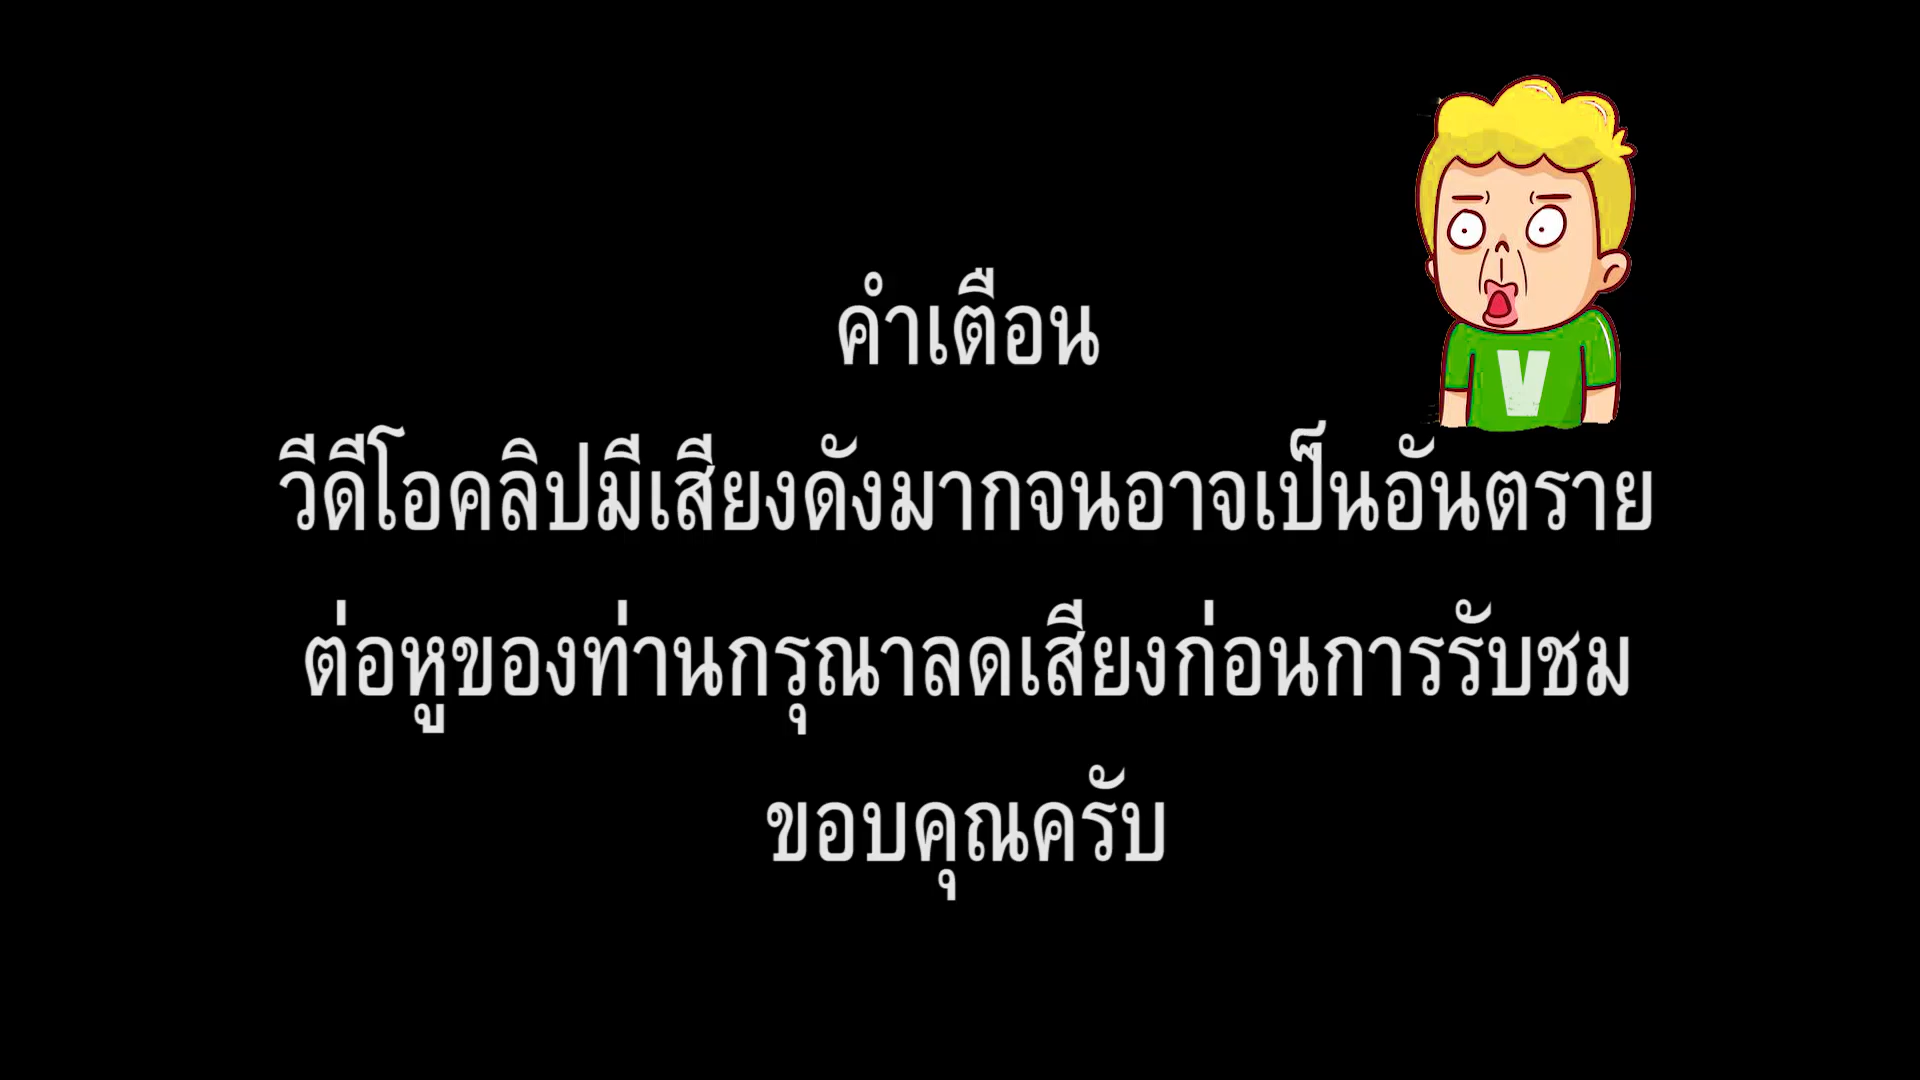 คำเตือน
V
วีดีโอคลิปมีเสียงดังมากจนอาจเป็นอันตราย
ต่อหูของท่านกรุณาลดเสียงก่อนการรับชม
ขอบคุณครับ